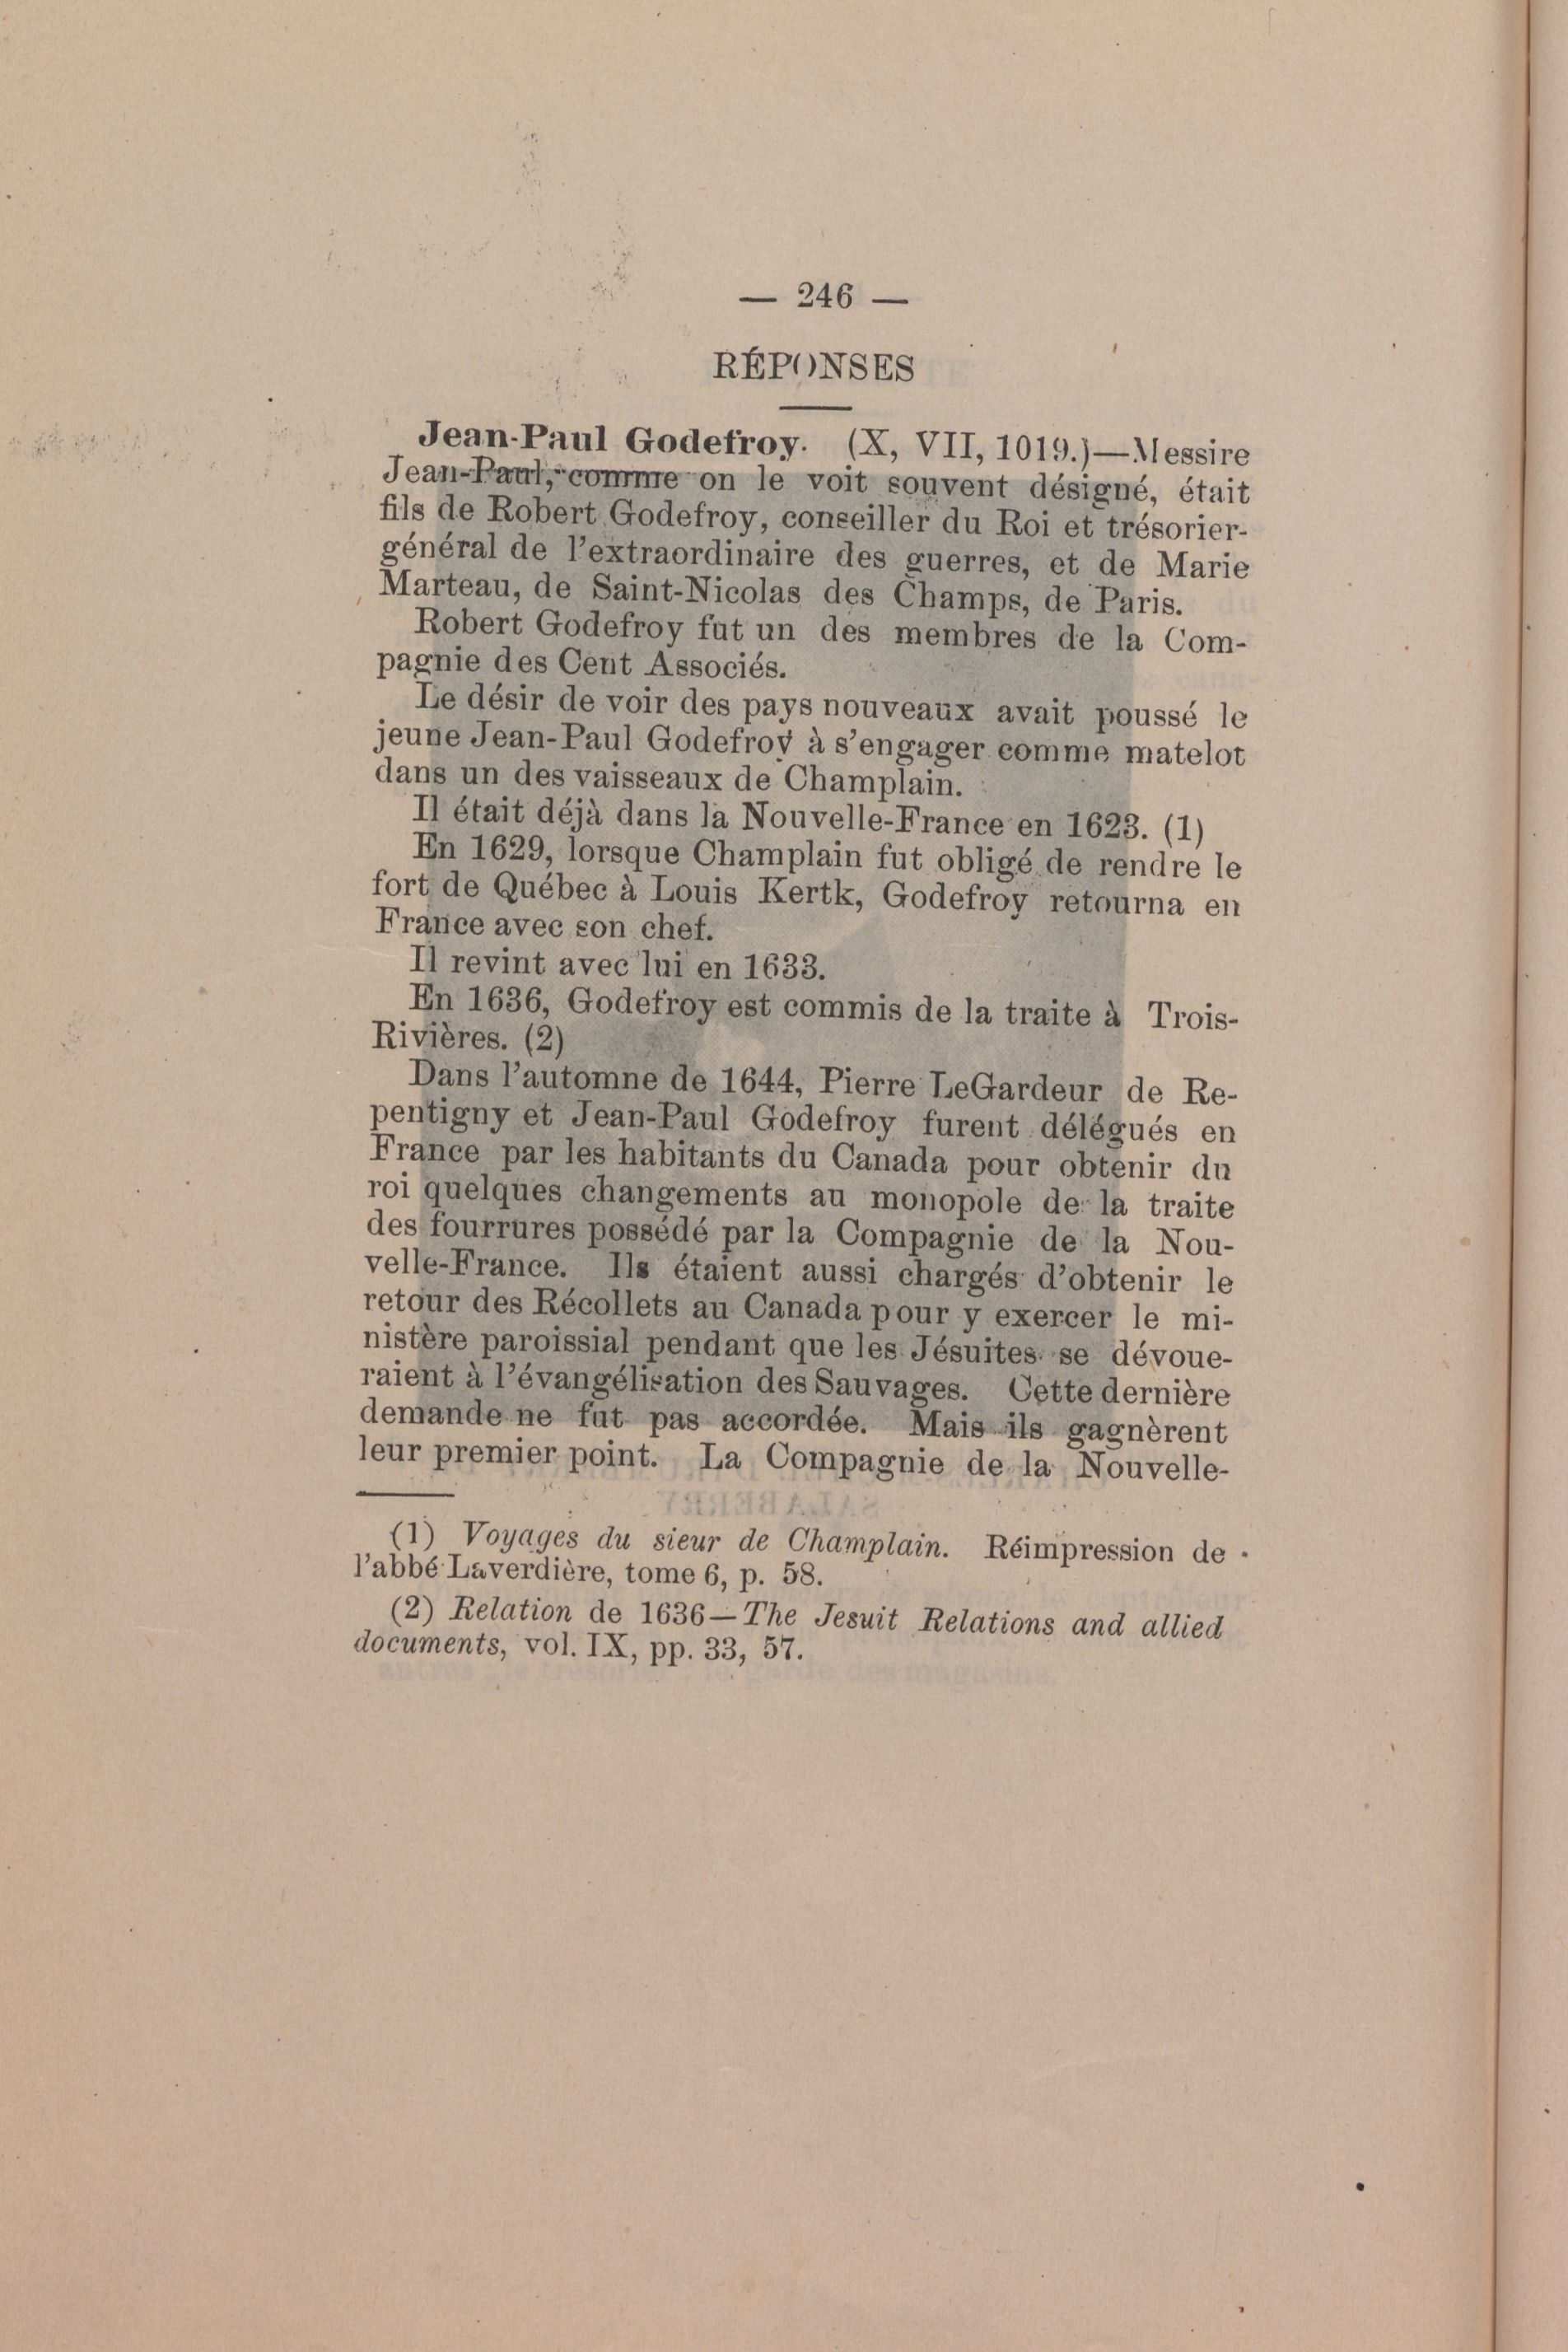 — 246 —
RÉPONSES
Jean-Paul Godefroy. (X, VII, 1019.)—Messire
Jean-Paul, comme on le voit souvent désigné, était
fils de Robert Godefroy, conseiller du Roi et trésorier-
général de l'extraordinaire des guerres, et de Marie
Marteau, de Saint-Nicolas des Champs, de Paris.
Robert Godefroy fut un des membres de la Com-
pagnie des Cent Associés.
Le désir de voir des pays nouveaux avait poussé le
jeune Jean-Paul Godefroy à s'engager comme matelot
dans un des vaisseaux de Champlain.
Il était déjà dans la Nouvelle-France en 1623. (1)
En 1629, lorsque Champlain fut obligé de rendre le
fort de Québec à Louis Kertk, Godefroy retourna en
France avec son chef.
Il revint avec lui en 1633.
En 1636, Godefroy est commis de la traite à Trois-
Rivières. (2)
Dans l'automne de 1644, Pierre LeGardeur de Re-
pentigny et Jean-Paul Godefroy furent délégués en
France par les habitants du Canada pour obtenir du
roi quelques changements au monopole de la traite
des fourrures possédé par la Compagnie de la Nou-
velle-France. Ils étaient aussi chargés d'obtenir le
retour des Récollets au Canada pour y exercer le mi-
nistère paroissial pendant que les Jésuites se dévoue-
raient à l'évangélisation des Sauvages. Cette dernière
demande ne fut pas accordée. Mais ils gagnèrent
leur premier point. La Compagnie de la Nouvelle-
(1) Voyages du sieur de Champlain. Réimpression de
l'abbé Laverdière, tome 6, p. 58.
(2) Relation de 1636—The Jesuit Relations and allied
documents, vol. IX, pp. 33, 57.